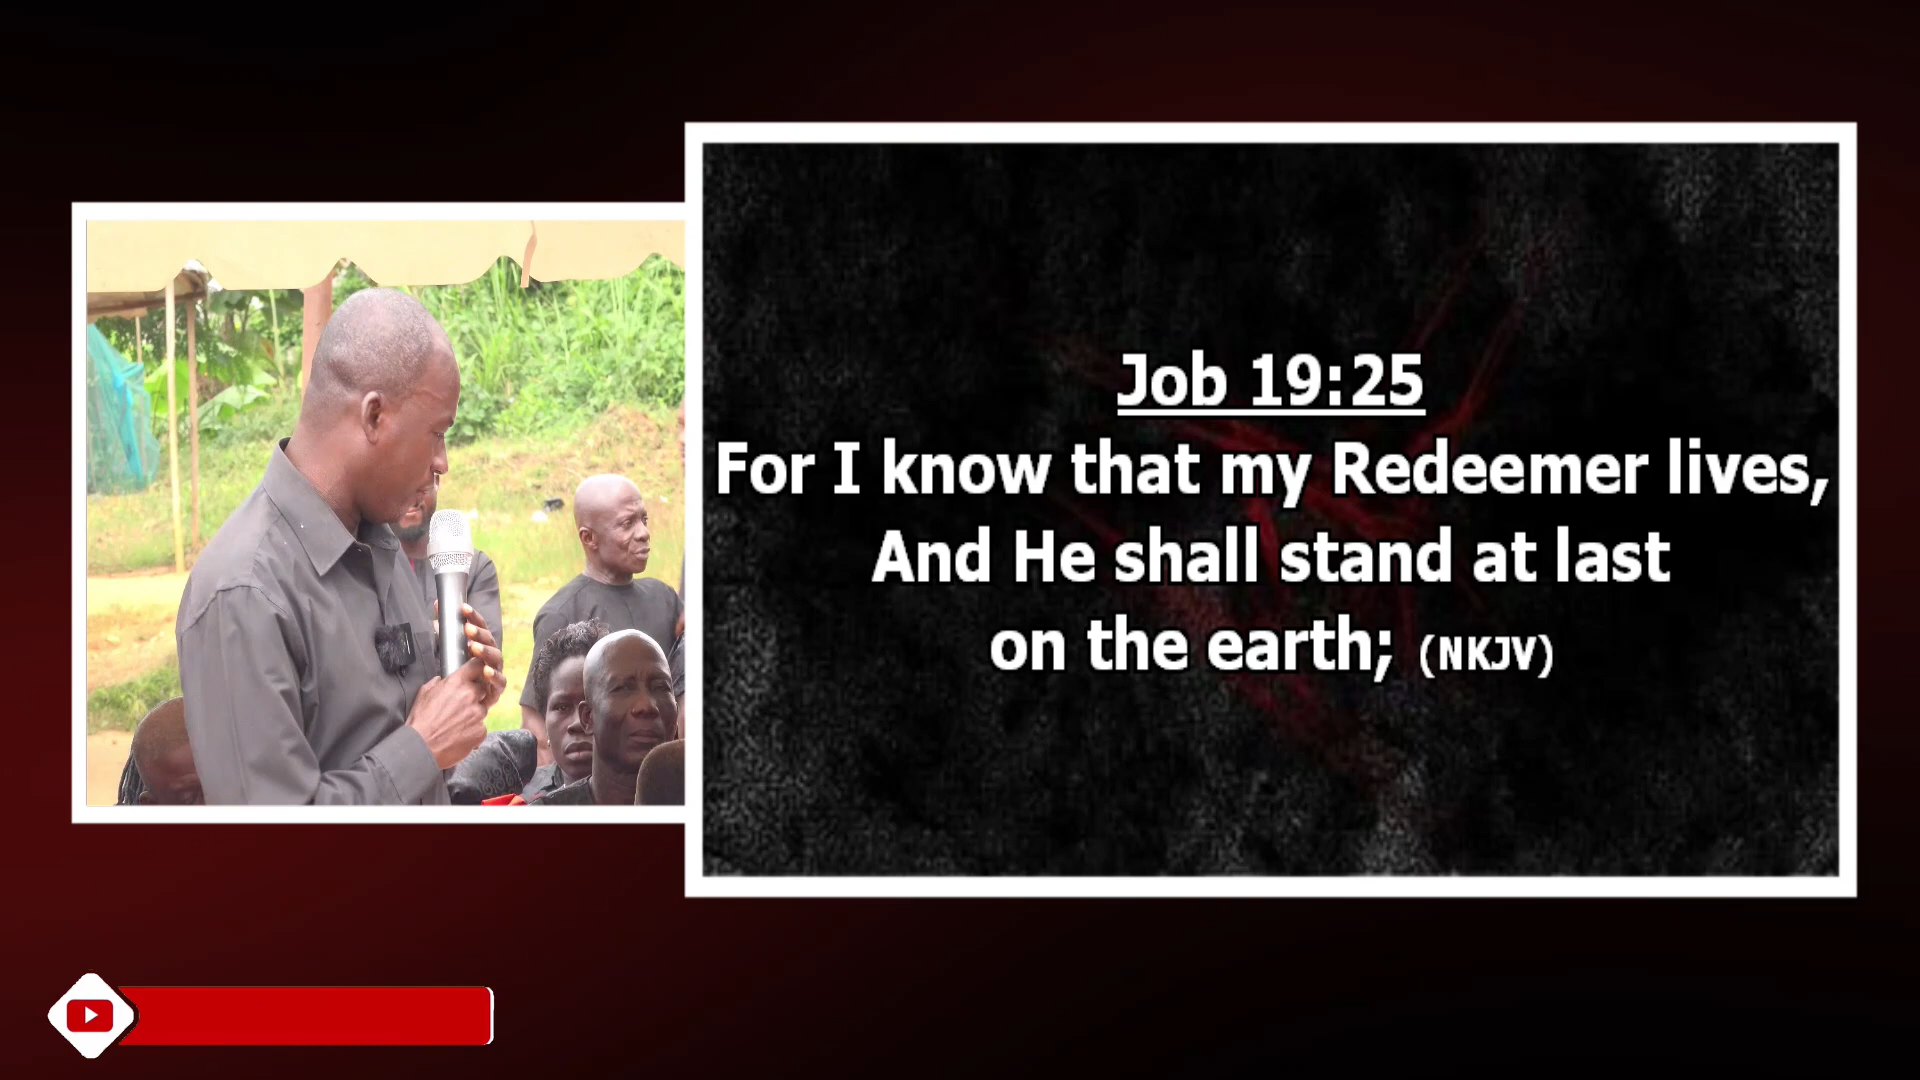 Job 19:25
For I know that my Redeemer lives,
And He shall stand at last
on the earth; (NKJV)